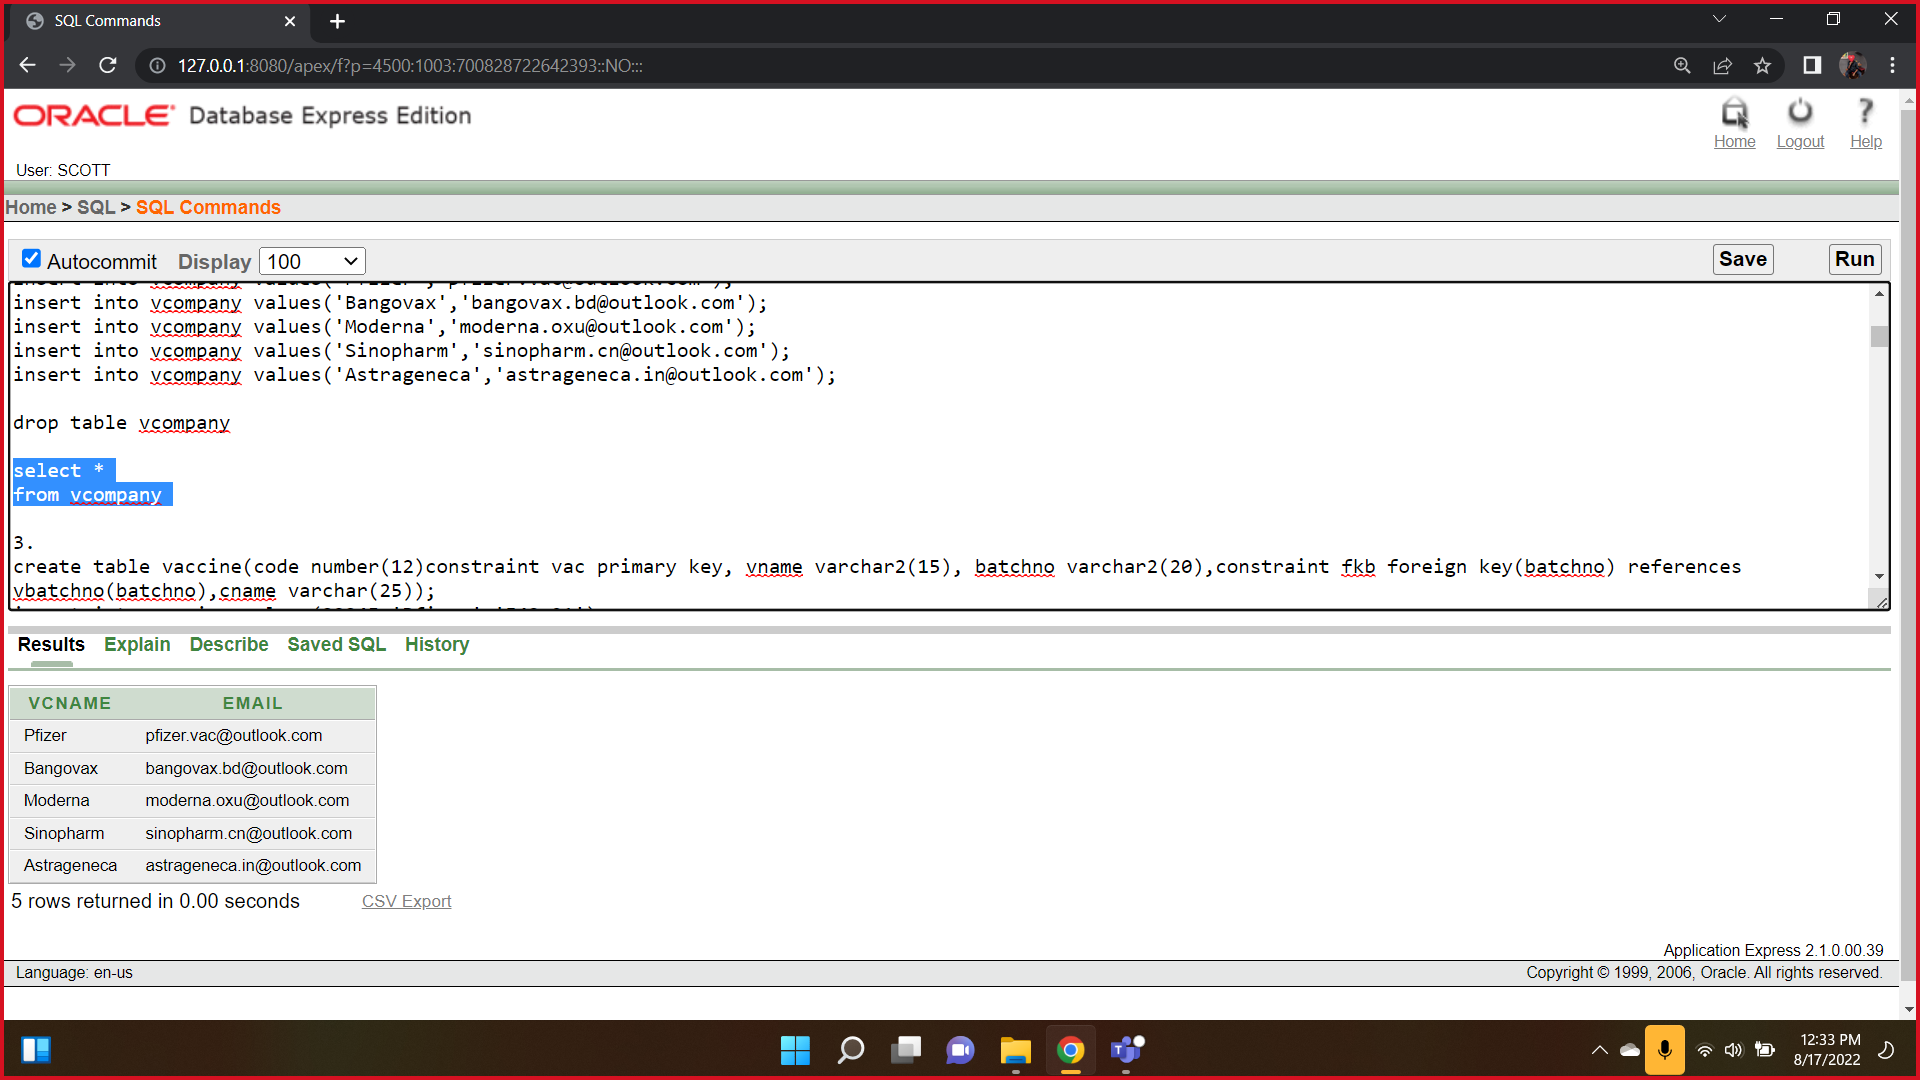 SQL Commands
127.0.0.1:8080/apex/f?p=4500:1003:700828722642393::NO:::
ORACLE Database Express Edition
Home Logout Help
User: SCOTT
Home > SQL > SQL Commands
Autocommit Display 100 Save Run
insert into vcompany values('Bangovax','bangovax.bd@outlook.com');
insert into vcompany values('Moderna','moderna.oxu@outlook.com');
insert into vcompany values('Sinopharm','sinopharm.cn@outlook.com');
insert into vcompany values('Astrageneca','astrageneca.in@outlook.com');
drop table vcompany
select *
from vcompany
3.
create table vaccine(code number(12)constraint vac primary key, vname varchar2(15), batchno varchar2(20),constraint fkb foreign key(batchno) references
vbatchno(batchno),cname varchar(25));
Results Explain Describe Saved SQL History
VCNAME EMAIL
Pfizer pfizer.vac@outlook.com
Bangovax bangovax.bd@outlook.com
Moderna moderna.oxu@outlook.com
Sinopharm sinopharm.cn@outlook.com
Astrageneca astrageneca.in@outlook.com
5 rows returned in 0.00 seconds CSV Export
Application Express 2.1.0.00.39
Language: en-us Copyright © 1999, 2006, Oracle. All rights reserved.
12:33 PM
8/17/2022